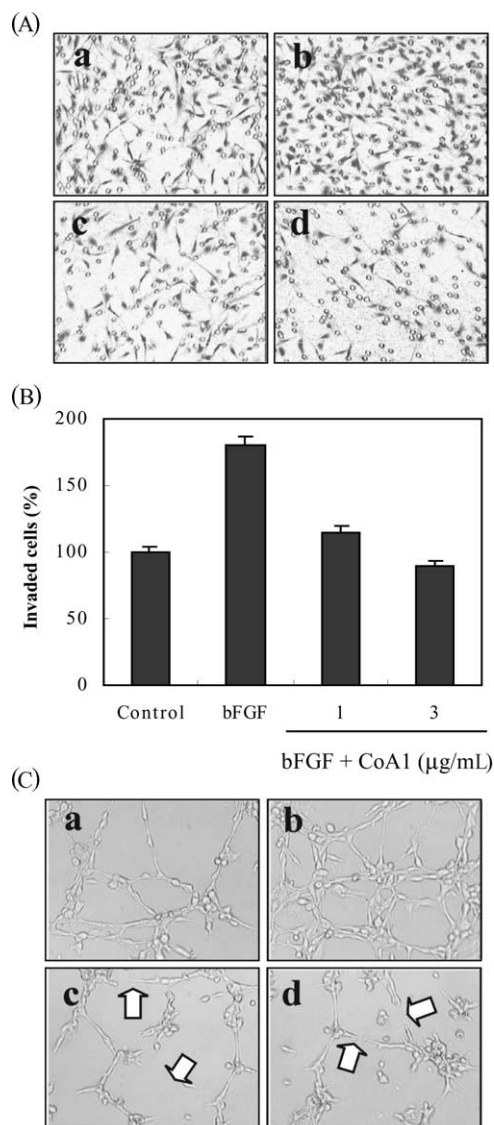 (A)
a b
c d
(B)
200
150
100
50
0
Invaded cells (%)
Control bFGF 1 3
bFGF + CoA1 (µg/mL)
(C)
a b
c d